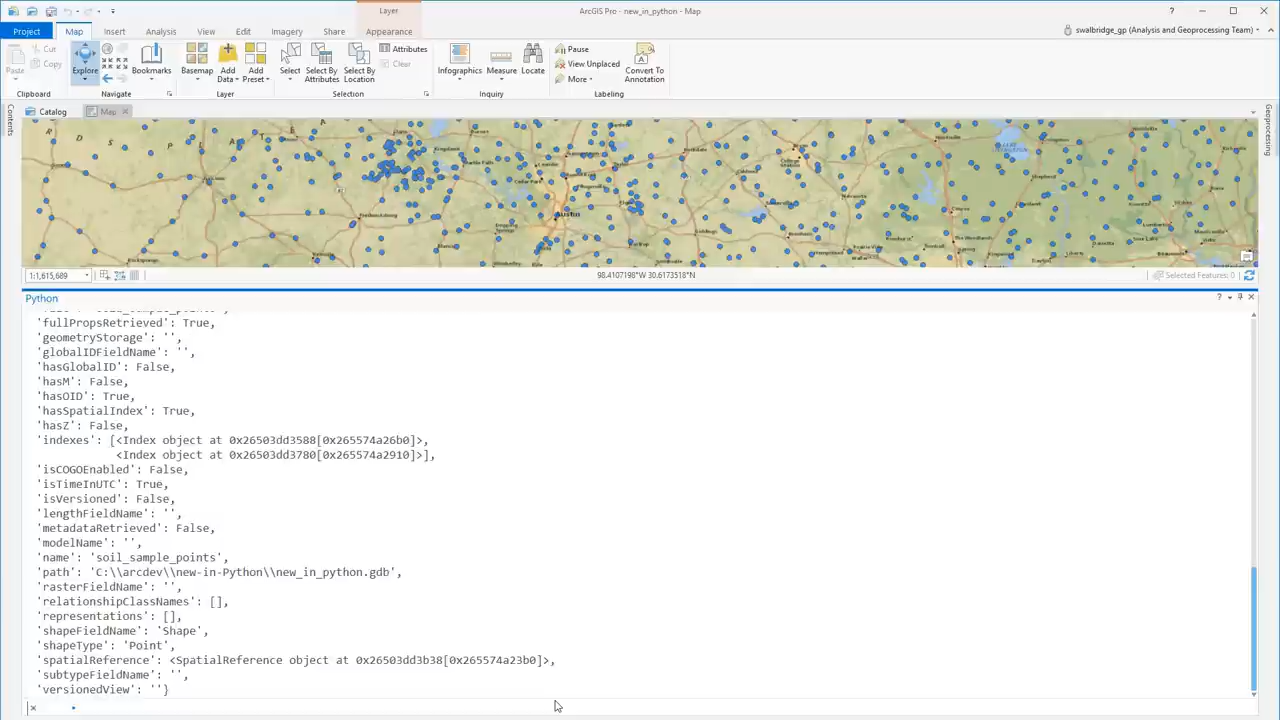 Layer
ArcGIS Pro - new_in_python - Map
? – X
Project Map Insert Analysis View Edit Imagery Share Appearance
swalbridge_gp (Analysis and Geoprocessing Team)
Paste Cut Copy
Explore Bookmarks
Basemap Add Data Add Preset
Select Select By Attributes Select By Location Attributes Clear
Infographics Measure Locate
Pause View Unplaced More Convert To Annotation
Clipboard Navigate Layer Selection Inquiry Labeling
Contents
Catalog Map
Geoprocessing
Austin
1:1,615,689
98.4107198°W 30.6173518°N
Selected Features: 0
Python
'fullPropsRetrieved': True,
'geometryStorage': '',
'globalIDFieldName': '',
'hasGlobalID': False,
'hasM': False,
'hasOID': True,
'hasSpatialIndex': True,
'hasZ': False,
'indexes': [<Index object at 0x26503dd3588[0x265574a26b0]>,
<Index object at 0x26503dd3780[0x265574a2910]>],
'isCOGOEnabled': False,
'isTimeInUTC': True,
'isVersioned': False,
'lengthFieldName': '',
'metadataRetrieved': False,
'modelName': '',
'name': 'soil_sample_points',
'path': 'C:\\arcdev\\new-in-Python\\new_in_python.gdb',
'rasterFieldName': '',
'relationshipClassNames': [],
'representations': [],
'shapeFieldName': 'Shape',
'shapeType': 'Point',
'spatialReference': <SpatialReference object at 0x26503dd3b38[0x265574a23b0]>,
'subtypeFieldName': '',
'versionedView': ''}